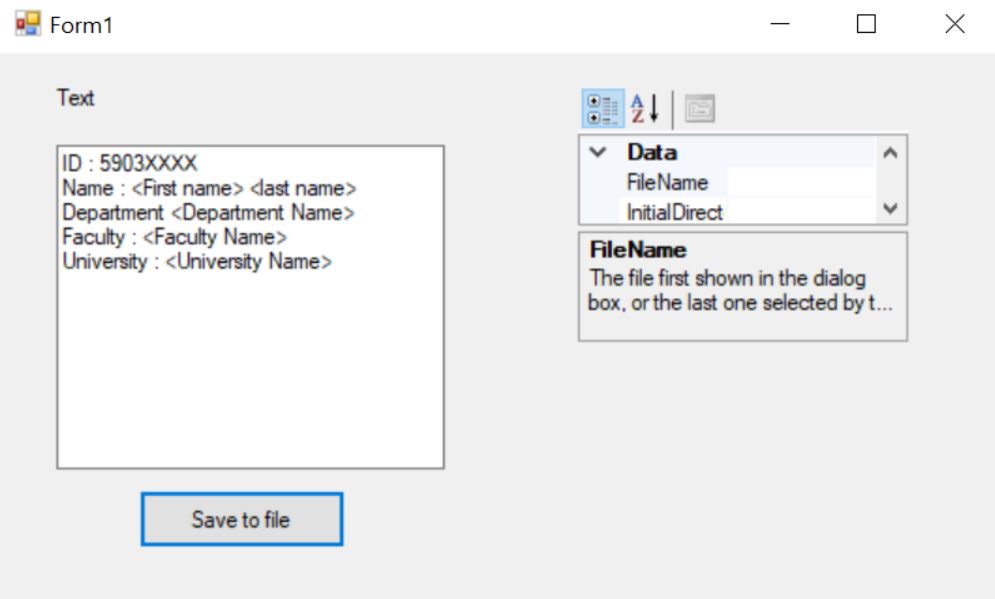 Form1
Text
ID : 5903XXXX
Name : <First name> <last name>
Department <Department Name>
Faculty : <Faculty Name>
University : <University Name>
Save to file
A
Z
Data
FileName
InitialDirect
FileName
The file first shown in the dialog
box, or the last one selected by t...